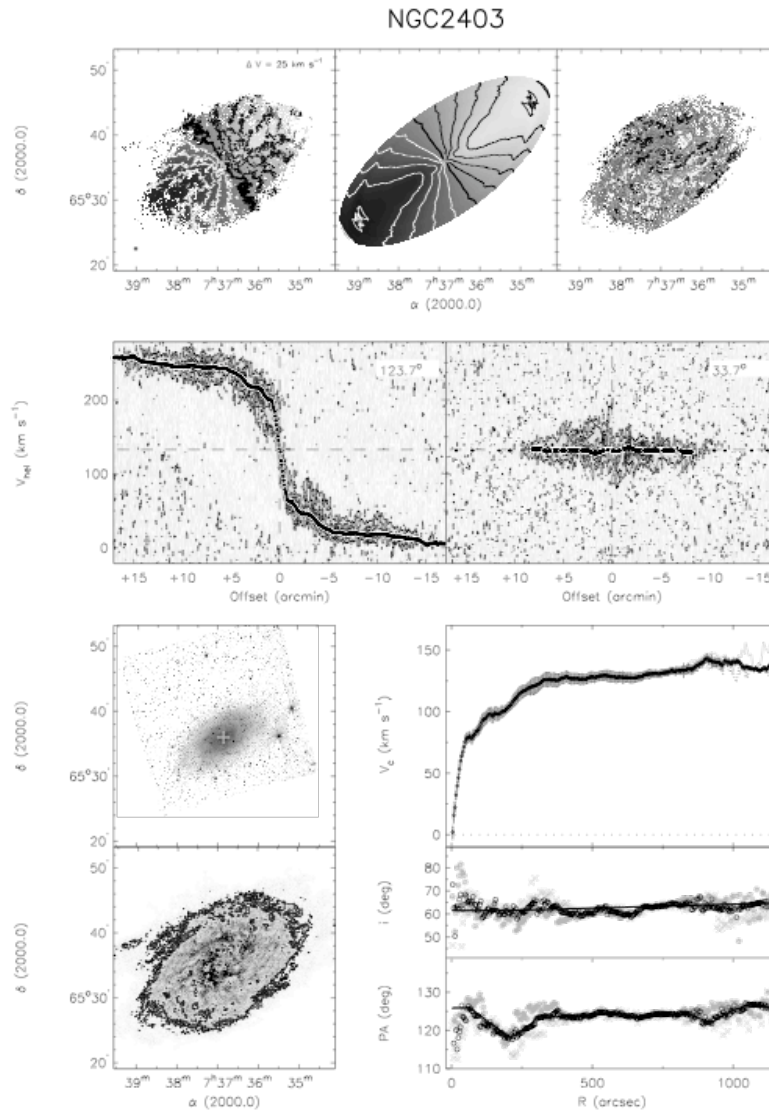 NGC2403
Δ V = 25 km s⁻¹
50'
40'
65°30'
20'
δ (2000.0)
39ᵐ 38ᵐ 7ʰ37ᵐ 36ᵐ 35ᵐ 39ᵐ 38ᵐ 7ʰ37ᵐ 36ᵐ 35ᵐ 39ᵐ 38ᵐ 7ʰ37ᵐ 36ᵐ 35ᵐ
α (2000.0)
123.7° 33.7°
200
100
0
V_hel (km s⁻¹)
+15 +10 +5 0 -5 -10 -15 +15 +10 +5 0 -5 -10 -15
Offset (arcmin) Offset (arcmin)
50'
40'
65°30'
20'
δ (2000.0)
150
100
50
0
V_c (km s⁻¹)
40'
65°30'
20'
δ (2000.0)
39ᵐ 38ᵐ 7ʰ37ᵐ 36ᵐ 35ᵐ
α (2000.0)
80
70
60
50
i (deg)
130
120
110
PA (deg)
0 500 1000
R (arcsec)